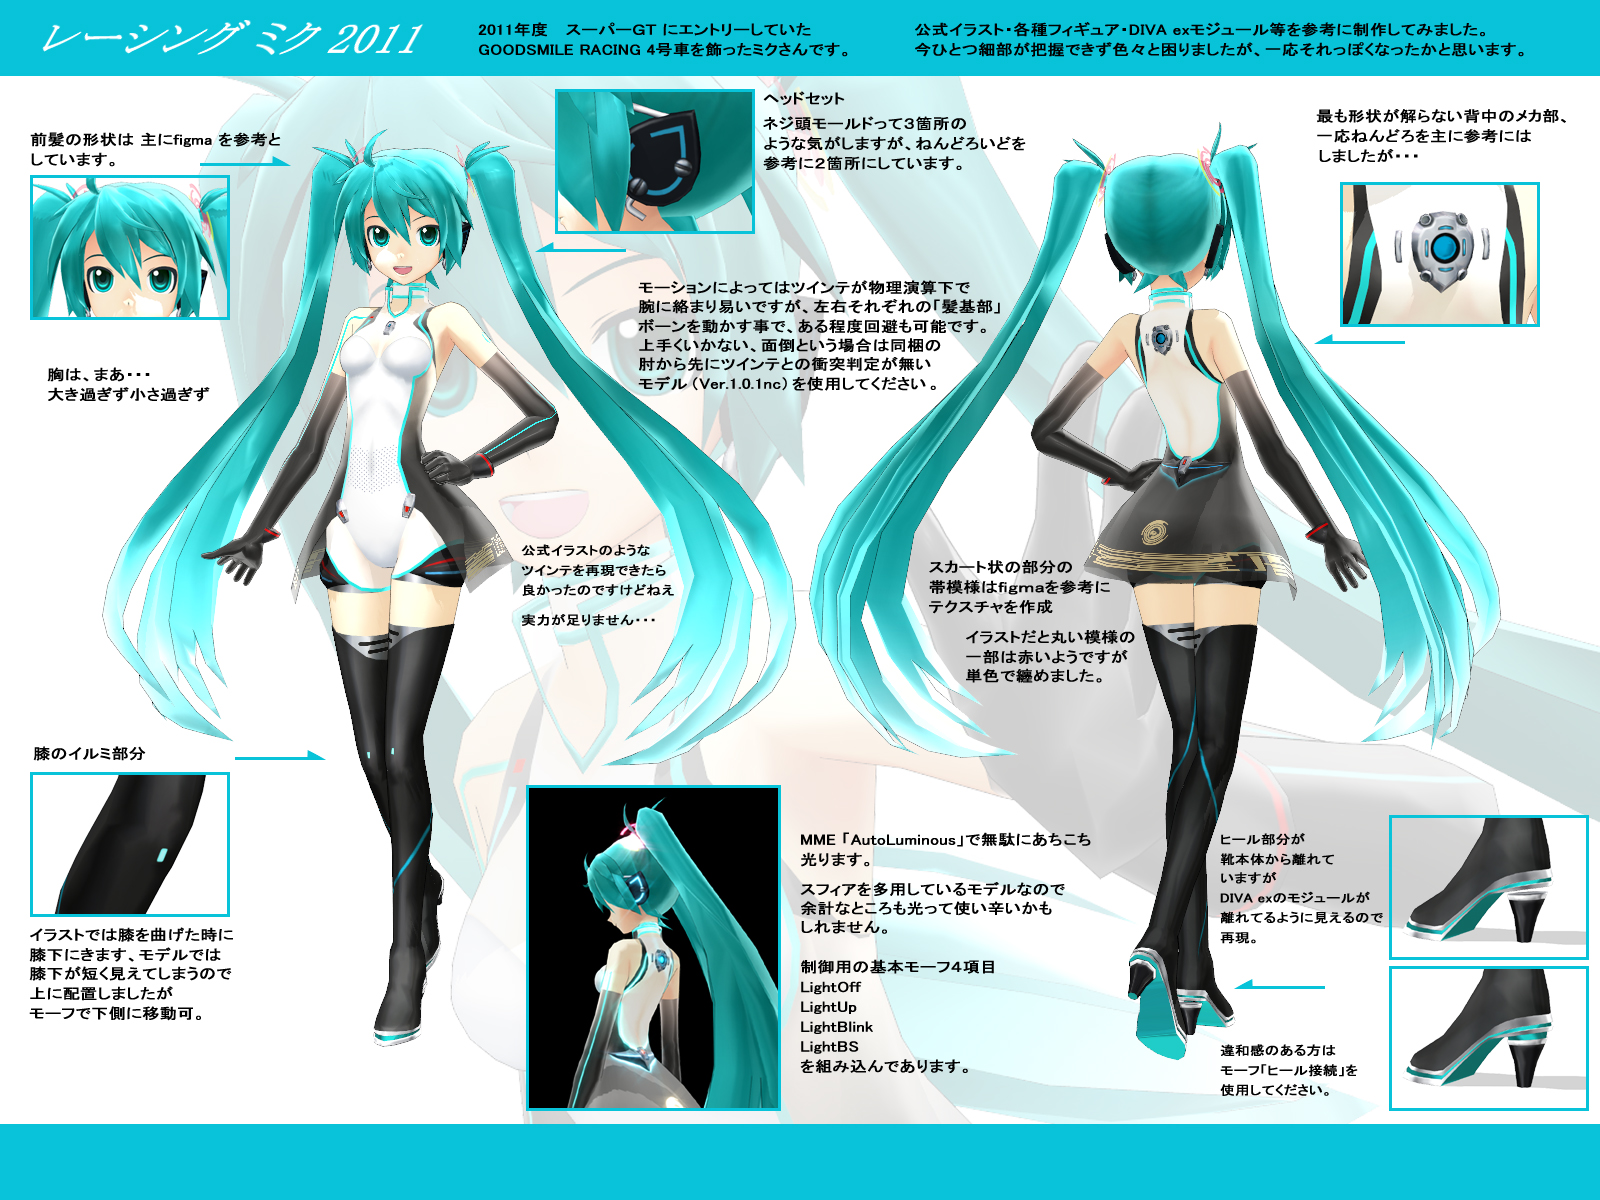 レーシング ミク 2011
2011年度　スーパーGT にエントリーしていた
GOODSMILE RACING 4号車を飾ったミクさんです。
公式イラスト・各種フィギュア・DIVA exモジュール等を参考に制作してみました。
今ひとつ細部が把握できず色々と困りましたが、一応それっぽくなったかと思います。
前髪の形状は 主にfigma を参考と
しています。
ヘッドセット
ネジ頭モールドって３箇所の
ような気がしますが、ねんどろいどを
参考に２箇所にしています。
最も形状が解らない背中のメカ部、
一応ねんどろを主に参考には
しましたが・・・
モーションによってはツインテが物理演算下で
腕に絡まり易いですが、左右それぞれの「髪基部」
ボーンを動かす事で、ある程度回避も可能です。
上手くいかない、面倒という場合は同梱の
肘から先にツインテとの衝突判定が無い
モデル（Ver.1.0.1nc）を使用してください。
胸は、まあ・・・
大き過ぎず小さ過ぎず
公式イラストのような
ツインテを再現できたら
良かったのですけどねえ
実力が足りません・・・
スカート状の部分の
帯模様はfigmaを参考に
テクスチャを作成
イラストだと丸い模様の
一部は赤いようですが
単色で纏めました。
膝のイルミ部分
イラストでは膝を曲げた時に
膝下にきます、モデルでは
膝下が短く見えてしまうので
上に配置しましたが
モーフで下側に移動可。
MME「AutoLuminous」で無駄にあちこち
光ります。
スフィアを多用しているモデルなので
余計なところも光って使い辛いかも
しれません。
制御用の基本モーフ４項目
LightOff
LightUp
LightBlink
LightBS
を組み込んであります。
ヒール部分が
靴本体から離れて
いますが
DIVA exのモジュールが
離れてるように見えるので
再現。
違和感のある方は
モーフ「ヒール接続」を
使用してください。